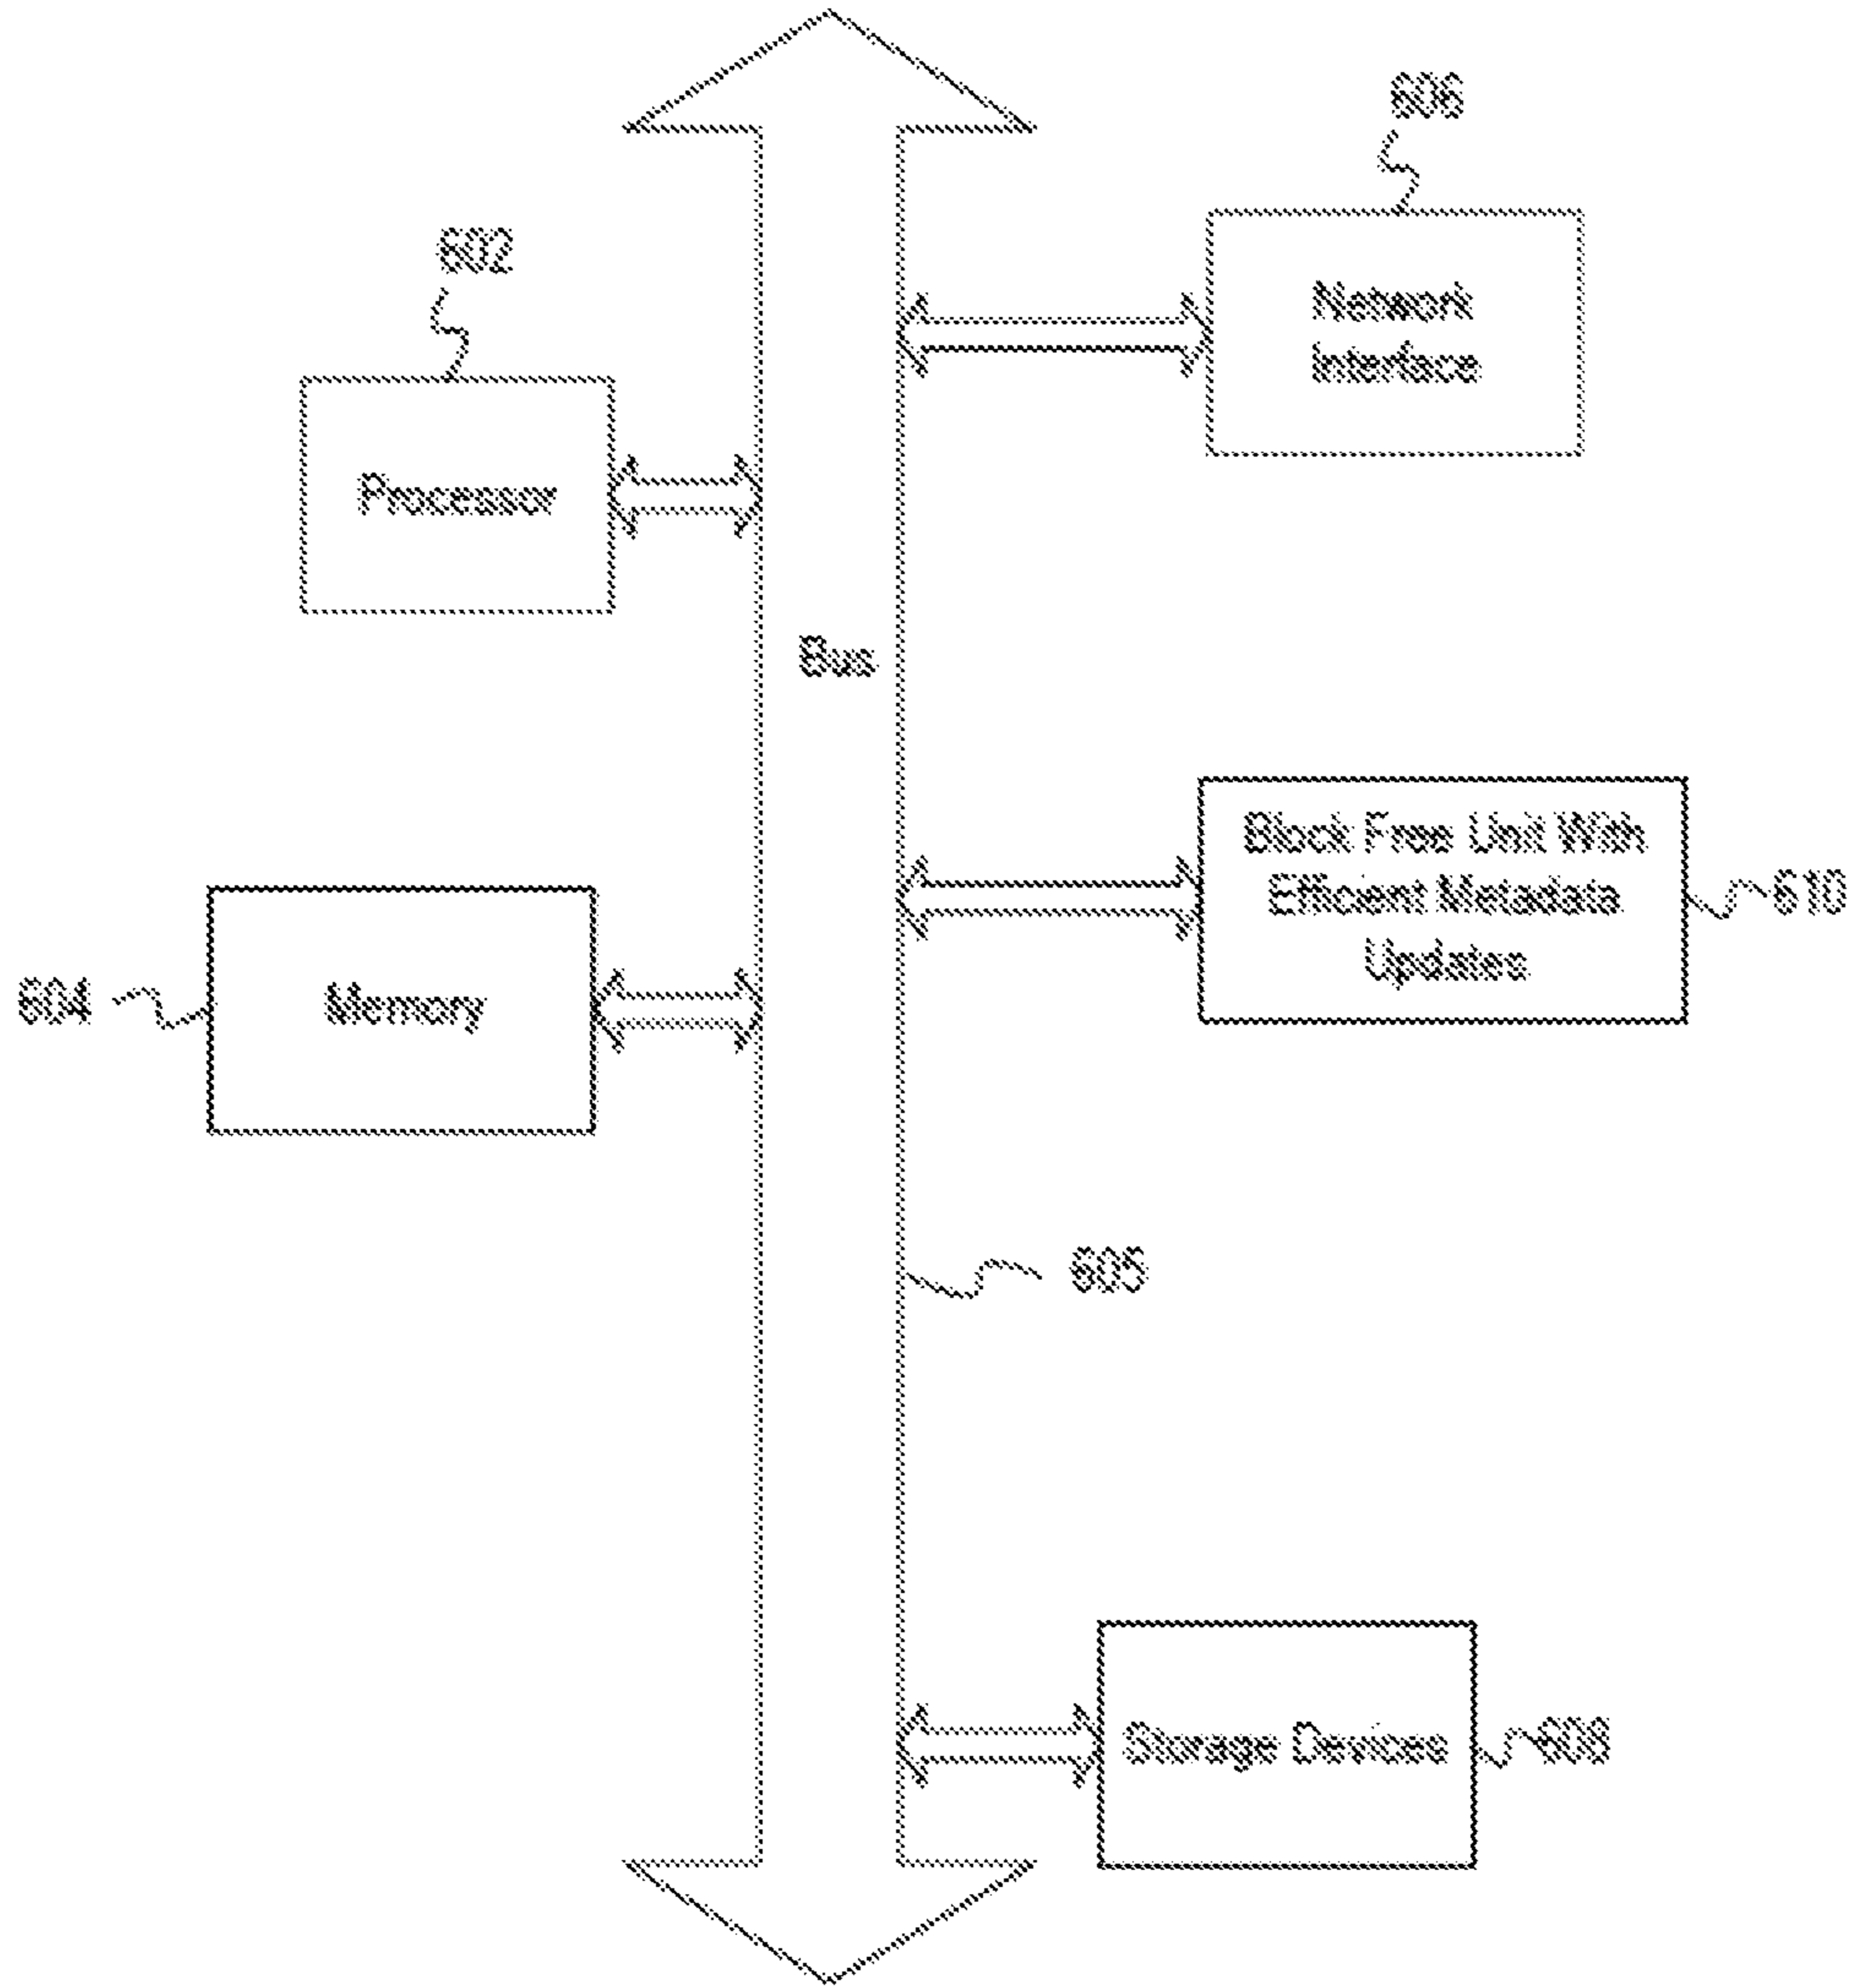 606
602
Network
Interface
Processor
Bus
Block Free Unit With
Efficient Metadata
Updates
610
604
Memory
605
Storage Devices
608